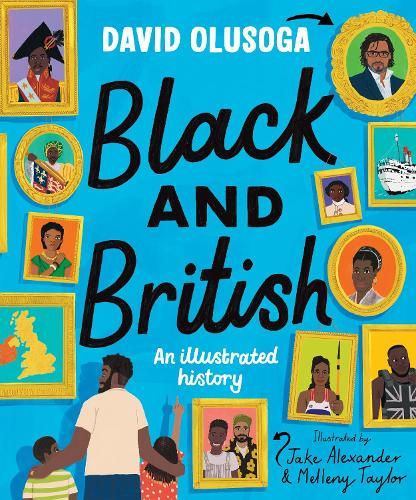 DAVID OLUSOGA
Black
AND
British
An illustrated
history
Illustrated by
Jake Alexander
& Melleny Taylor